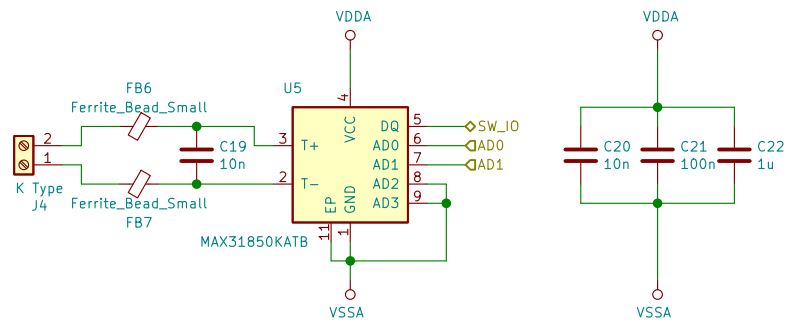 VDDA
VDDA
FB6
Ferrite_Bead_Small
U5
4
VCC
DQ
5
SW_IO
2
3
T+
AD0
6
AD0
C19
10n
C20
10n
C21
100n
C22
1u
1
AD1
7
AD1
2
T-
AD2
8
K Type
J4
Ferrite_Bead_Small
FB7
EP
GND
AD3
9
MAX31850KATB
11
1
VSSA
VSSA